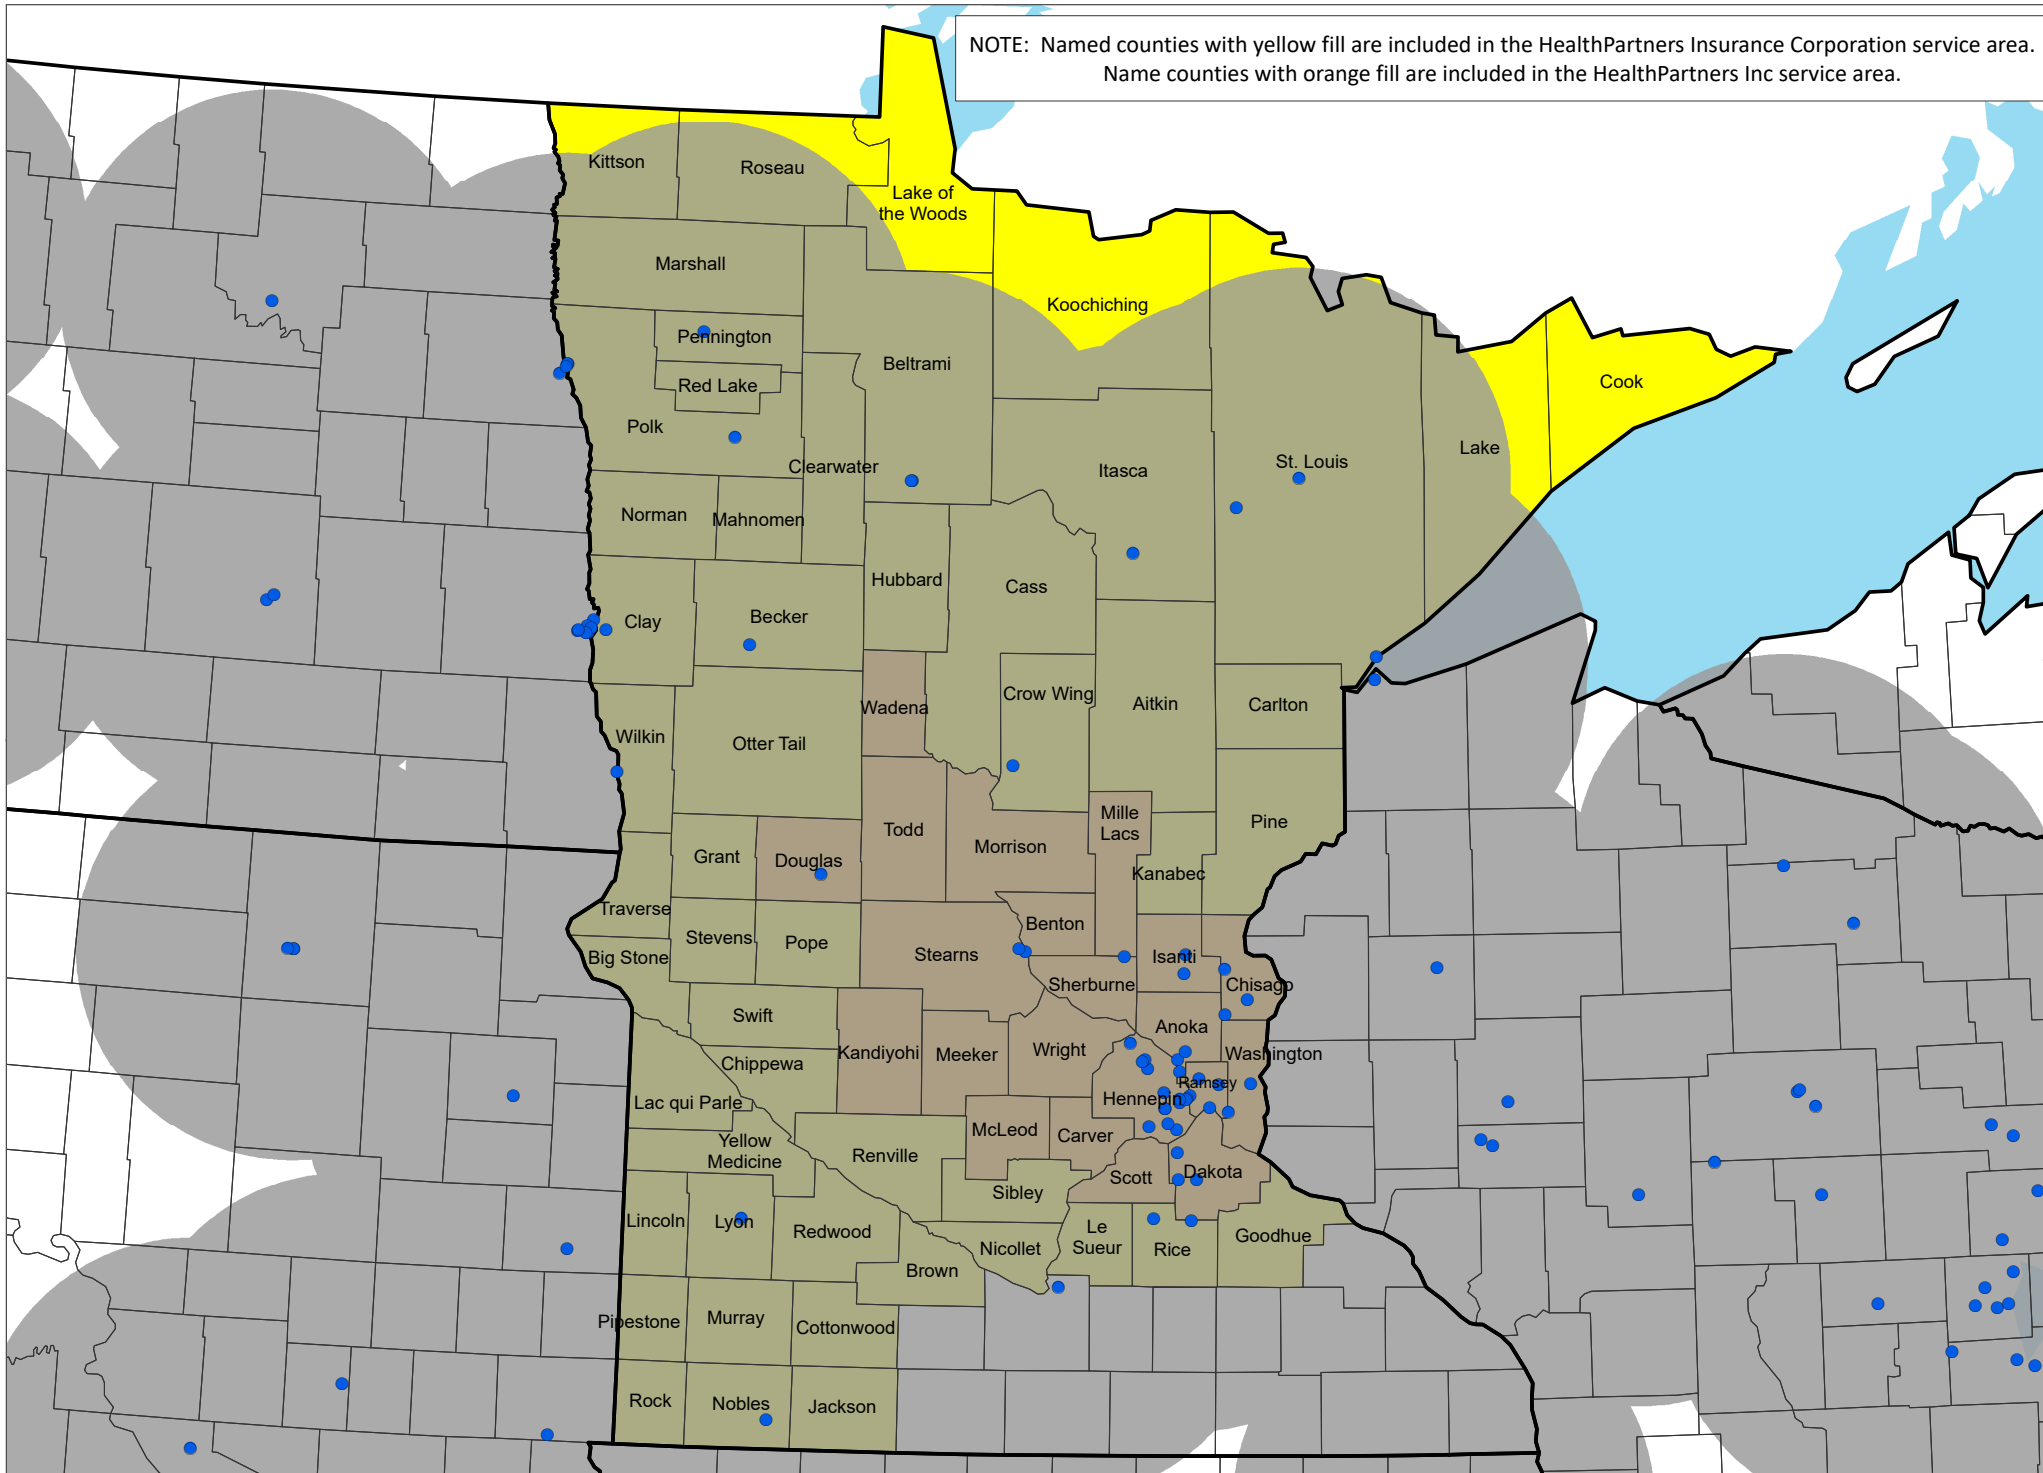 NOTE: Named counties with yellow fill are included in the HealthPartners Insurance Corporation service area.
Name counties with orange fill are included in the HealthPartners Inc service area.
Kittson
Roseau
Lake of
the Woods
Marshall
Koochiching
Pennington
Beltrami
Red Lake
Cook
Polk
Clearwater
Itasca
St. Louis
Lake
Norman
Mahnomen
Hubbard
Cass
Clay
Becker
Wadena
Crow Wing
Aitkin
Carlton
Wilkin
Otter Tail
Todd
Morrison
Mille
Lacs
Pine
Grant
Douglas
Kanabec
Traverse
Stevens
Pope
Benton
Big Stone
Stearns
Isanti
Sherburne
Chisago
Swift
Anoka
Chippewa
Kandiyohi
Meeker
Wright
Washington
Ramsey
Lac qui Parle
Hennepin
McLeod
Carver
Yellow
Medicine
Renville
Scott
Dakota
Sibley
Lincoln
Lyon
Redwood
Nicollet
Le
Sueur
Rice
Goodhue
Brown
Pipestone
Murray
Cottonwood
Rock
Nobles
Jackson